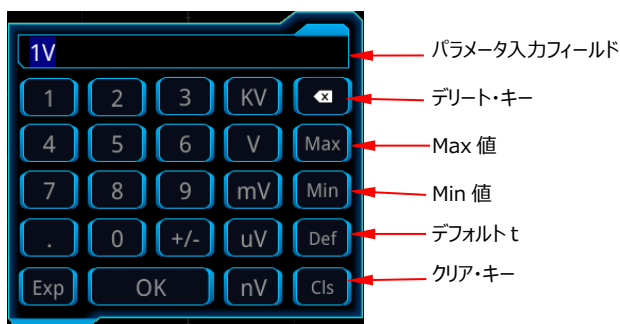 1V パラメータ入力フィールド
1 2 3 KV デリート・キー
4 5 6 V Max Max 値
7 8 9 mV Min Min 値
. 0 +/- uV Def デフォルト t
Exp OK nV Cls クリア・キー